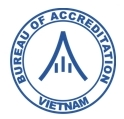 BUREAU OF ACCREDITATION
VIETNAM